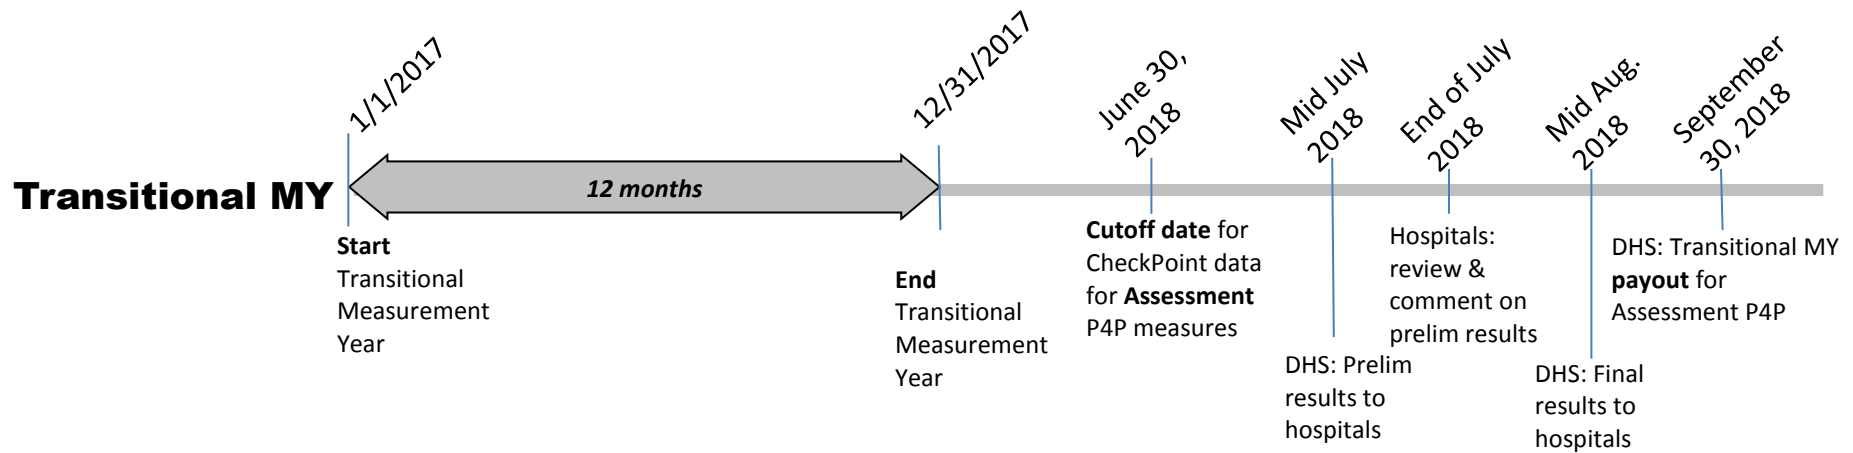 1/1/2017
12/31/2017
June 30,
2018
Mid July
2018
End of July
2018
Mid Aug.
2018
September
30, 2018
Transitional MY
12 months
Start
Transitional
Measurement
Year
End
Transitional
Measurement
Year
Cutoff date for
CheckPoint data
for Assessment
P4P measures
DHS: Prelim
results to
hospitals
Hospitals:
review &
comment on
prelim results
DHS: Final
results to
hospitals
DHS: Transitional MY
payout for
Assessment P4P